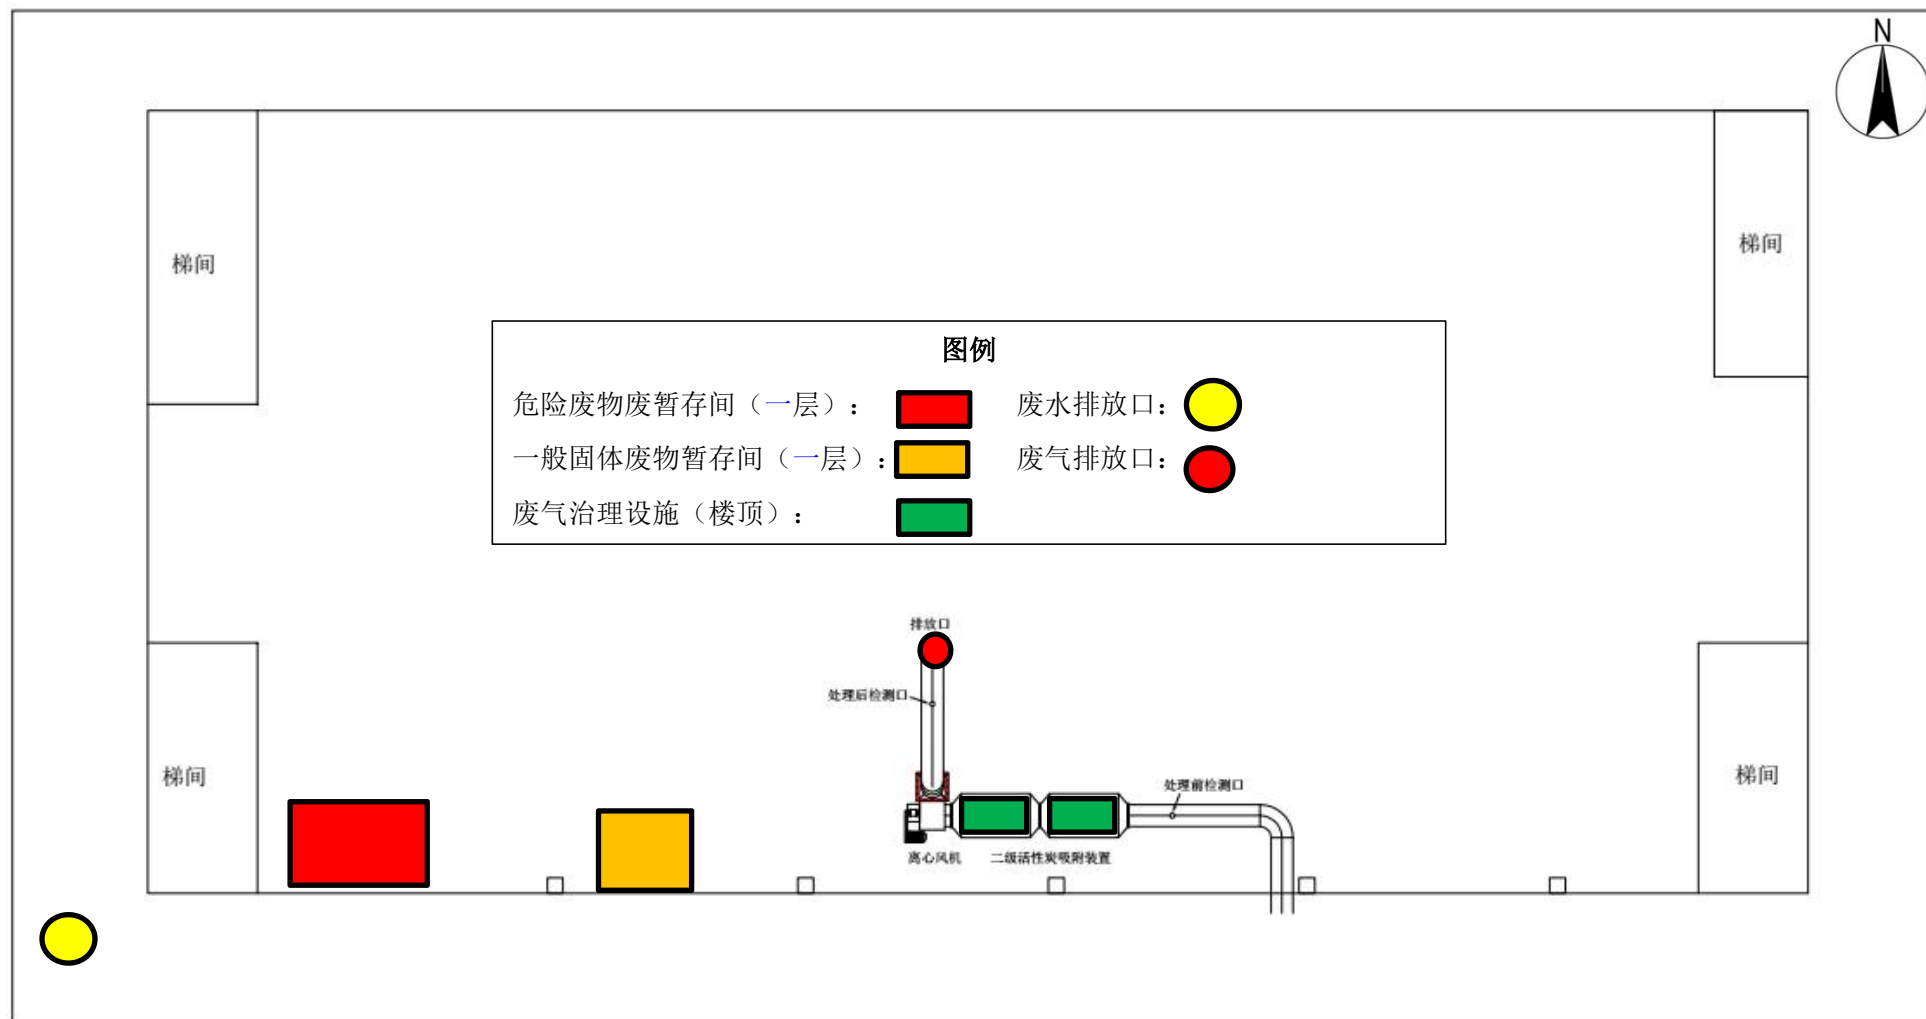 N
梯间
梯间
图例
危险废物废暂存间（一层）：
废水排放口：
一般固体废物暂存间（一层）：
废气排放口：
废气治理设施（楼顶）：
排放口
处理后检测口
梯间
处理前检测口
梯间
离心风机
二级活性炭吸附装置